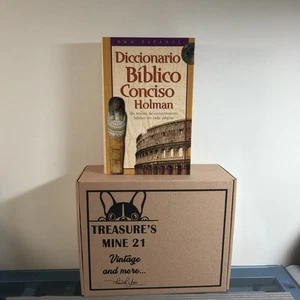 Diccionario
Bíblico
Conciso
Holman
TREASURE'S
MINE 21
Vintage
and more...